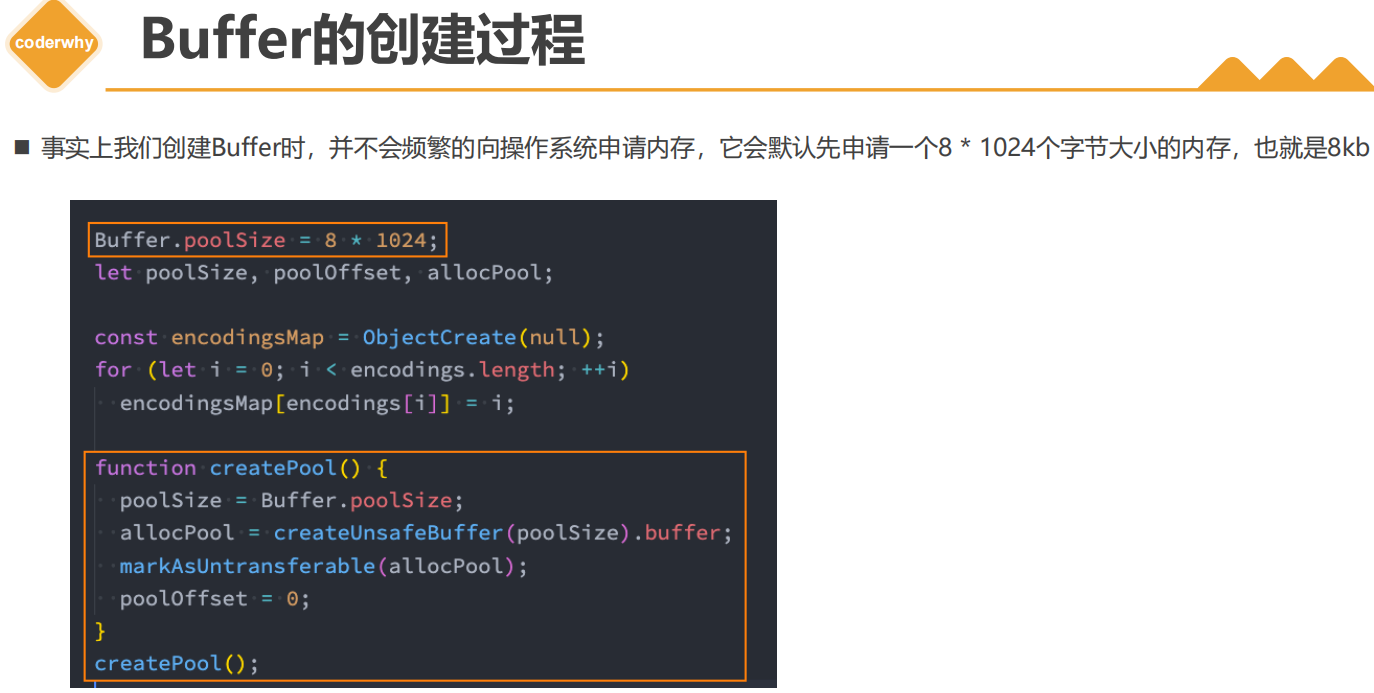 coderwhy
Buffer的创建过程
■ 事实上我们创建Buffer时，并不会频繁的向操作系统申请内存，它会默认先申请一个8 * 1024个字节大小的内存，也就是8kb
Buffer.poolSize = 8 * 1024;
let poolSize, poolOffset, allocPool;
const encodingsMap = ObjectCreate(null);
for (let i = 0; i < encodings.length; ++i)
  encodingsMap[encodings[i]] = i;
function createPool() {
  poolSize = Buffer.poolSize;
  allocPool = createUnsafeBuffer(poolSize).buffer;
  markAsUntransferable(allocPool);
  poolOffset = 0;
}
createPool();